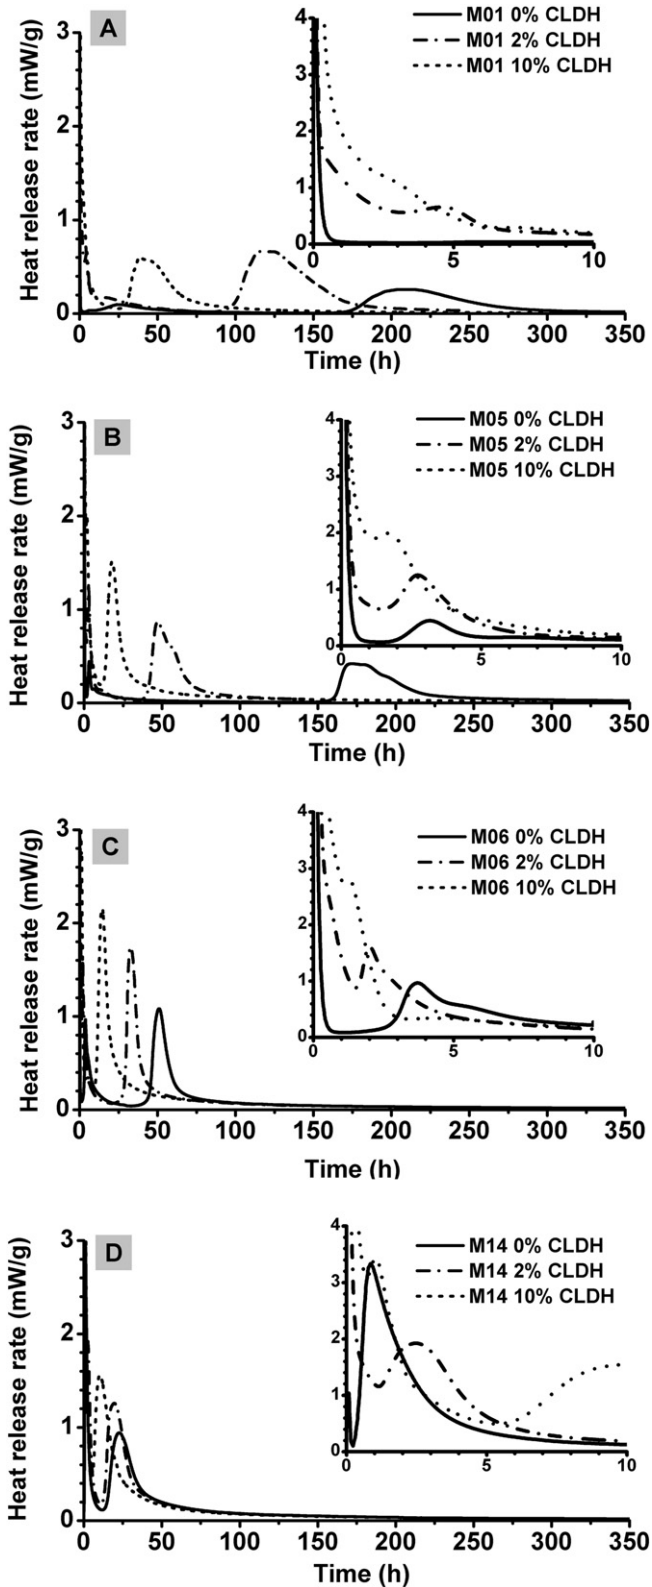 A
M01 0% CLDH
M01 2% CLDH
M01 10% CLDH
Heat release rate (mW/g)
3
2
1
0
4
3
2
1
0
0 5 10
0 50 100 150 200 250 300 350
Time (h)
B
M05 0% CLDH
M05 2% CLDH
M05 10% CLDH
Heat release rate (mW/g)
3
2
1
0
4
3
2
1
0
0 5 10
0 50 100 150 200 250 300 350
Time (h)
C
M06 0% CLDH
M06 2% CLDH
M06 10% CLDH
Heat release rate (mW/g)
3
2
1
0
4
3
2
1
0
0 5 10
0 50 100 150 200 250 300 350
Time (h)
D
M14 0% CLDH
M14 2% CLDH
M14 10% CLDH
Heat release rate (mW/g)
3
2
1
0
4
3
2
1
0
0 5 10
0 50 100 150 200 250 300 350
Time (h)